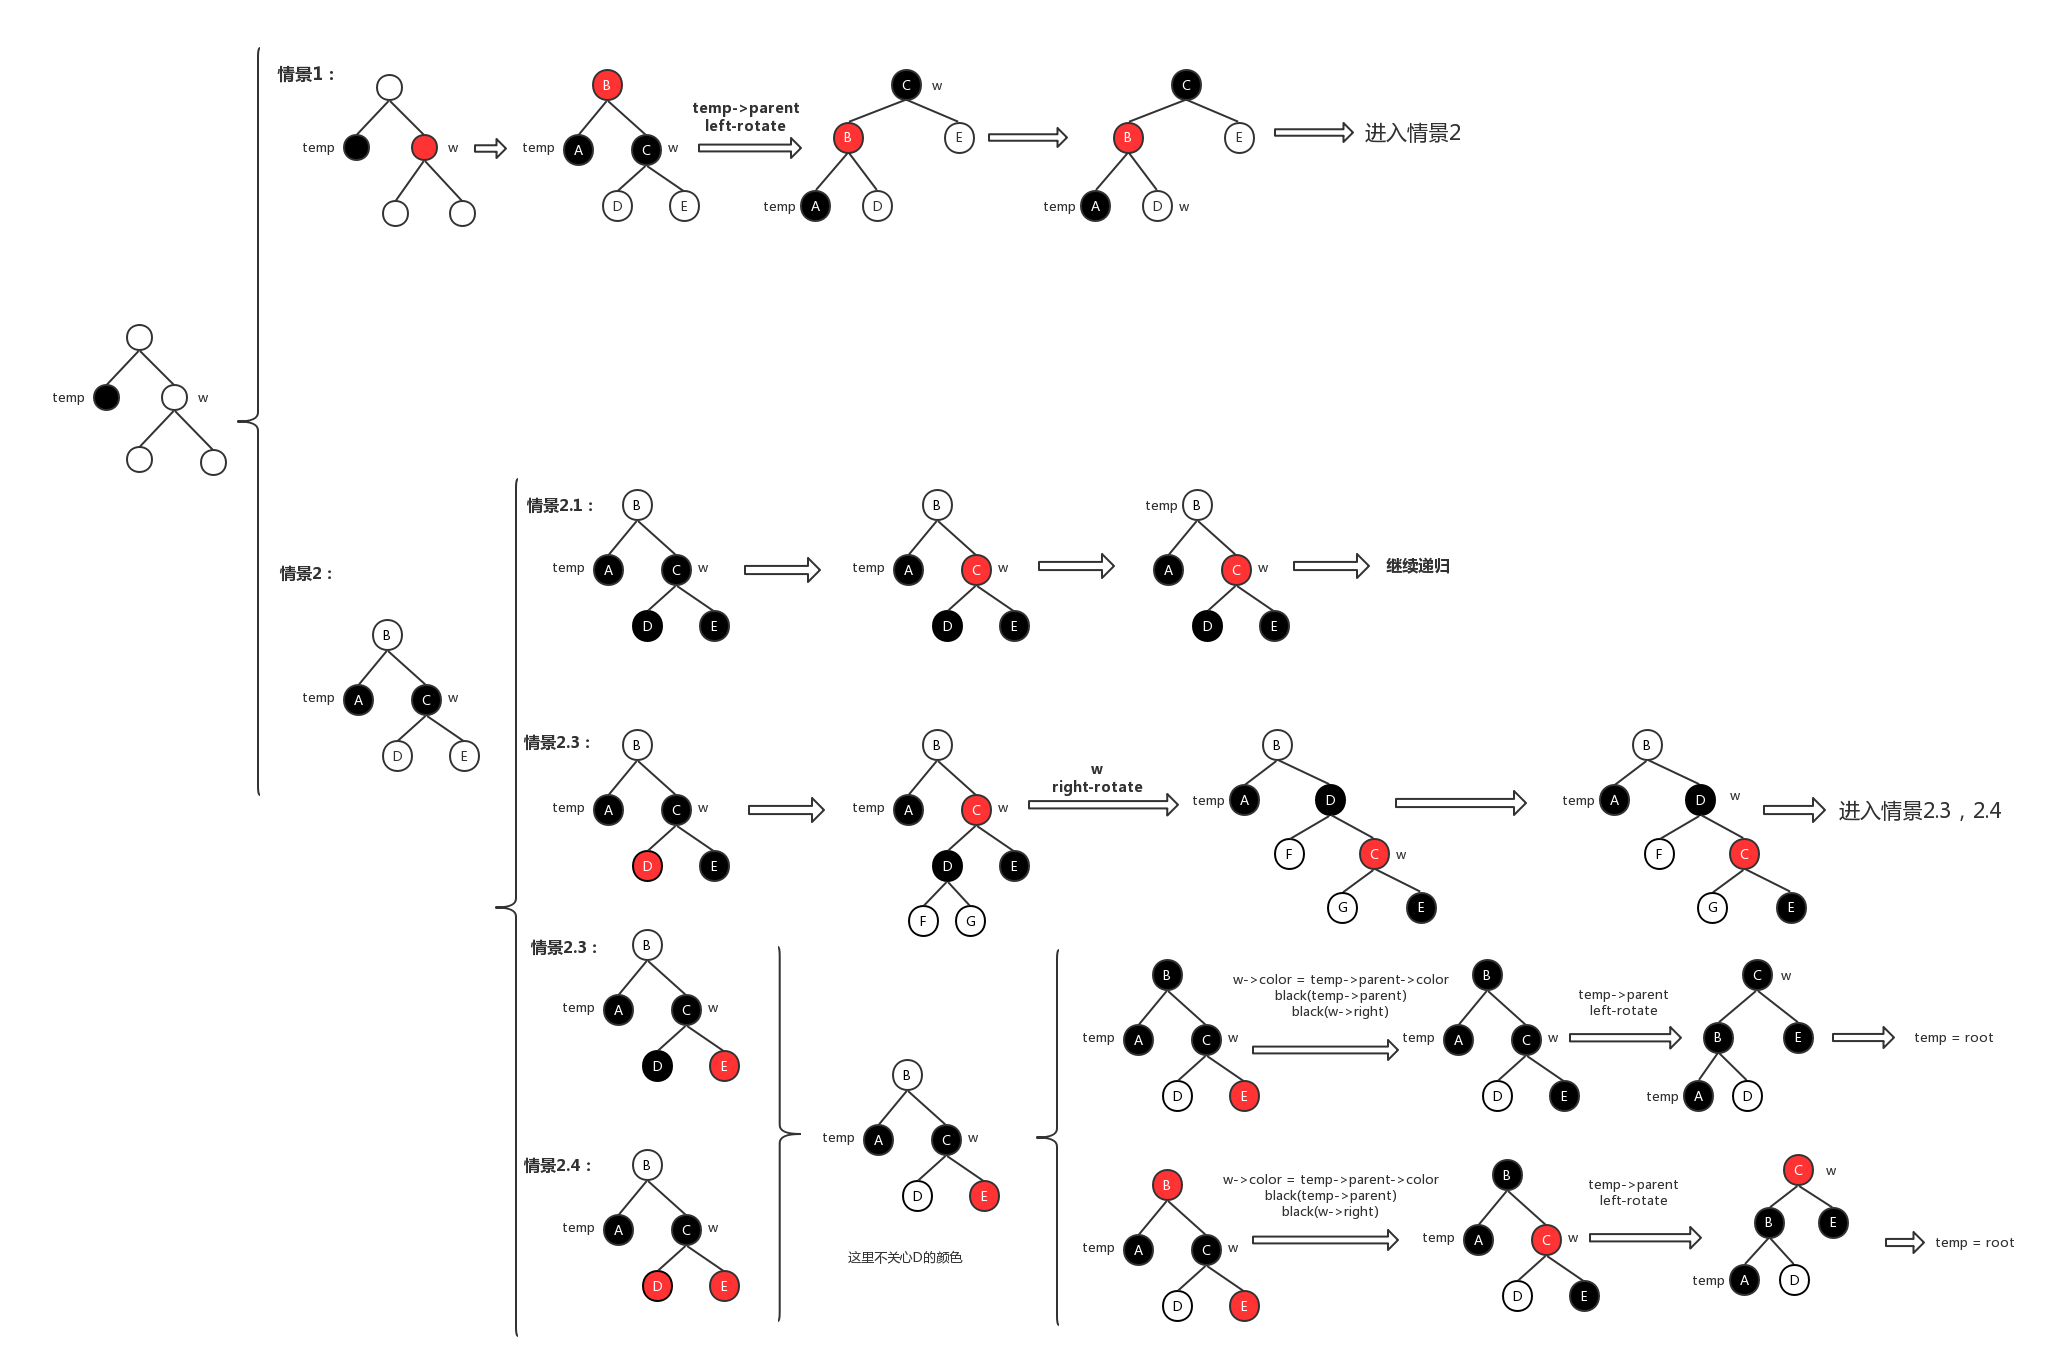 情景1：
temp
w
B
temp
A
C
w
D
E
temp->parent
left-rotate
C
w
B
E
temp
A
D
C
B
E
temp
A
D
w
进入情景2
temp
w
情景2：
B
temp
A
C
w
D
E
情景2.1：
B
temp
A
C
w
D
E
B
temp
A
C
w
D
E
temp
B
A
C
w
D
E
继续递归
情景2.3：
B
temp
A
C
w
D
E
B
temp
A
C
w
D
E
F
G
w
right-rotate
B
temp
A
D
F
C
w
G
E
B
temp
A
D
w
F
C
G
E
进入情景2.3，2.4
情景2.3：
B
temp
A
C
w
D
E
情景2.4：
B
temp
A
C
w
D
E
B
temp
A
C
w
D
E
这里不关心D的颜色
B
temp
A
C
w
D
E
w->color = temp->parent->color
black(temp->parent)
black(w->right)
B
temp
A
C
w
D
E
temp->parent
left-rotate
C
w
B
E
temp
A
D
temp = root
B
temp
A
C
w
D
E
w->color = temp->parent->color
black(temp->parent)
black(w->right)
B
temp
A
C
w
D
E
temp->parent
left-rotate
C
w
B
E
temp
A
D
temp = root